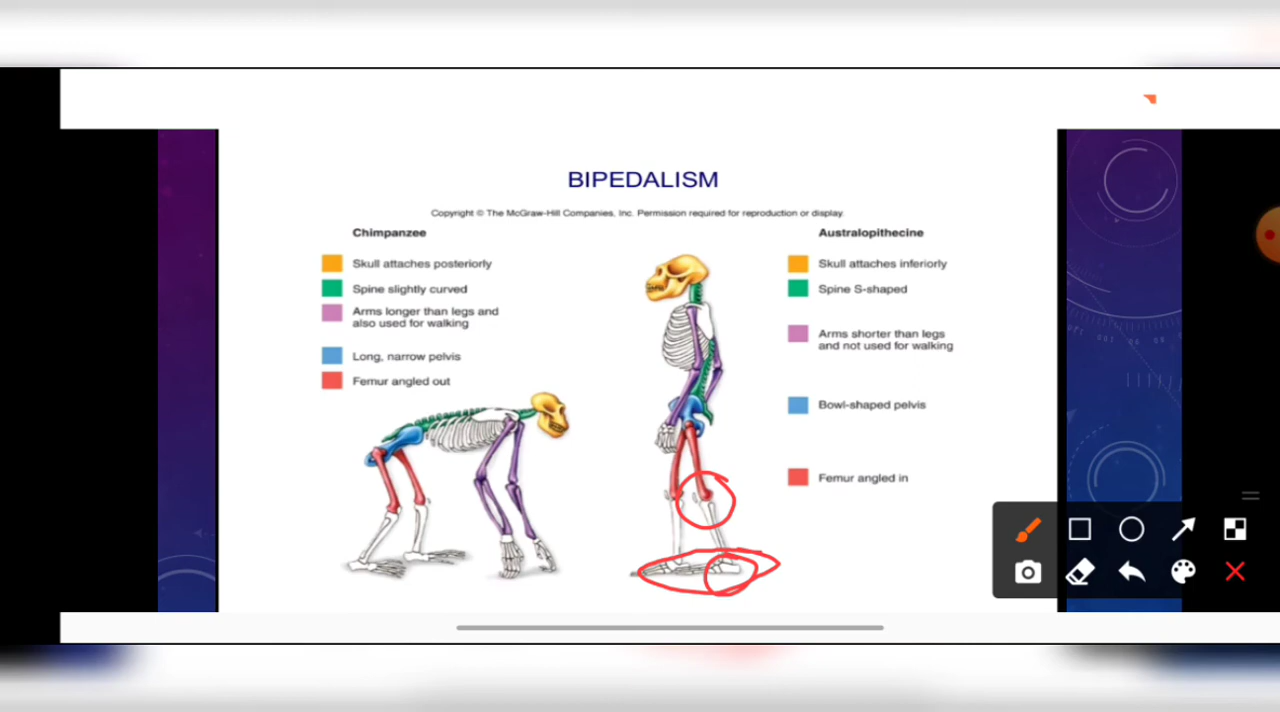 BIPEDALISM
Copyright © The McGraw-Hill Companies, Inc. Permission required for reproduction or display.
Chimpanzee
Skull attaches posteriorly
Spine slightly curved
Arms longer than legs and
also used for walking
Long, narrow pelvis
Femur angled out
Australopithecine
Skull attaches inferiorly
Spine S-shaped
Arms shorter than legs
and not used for walking
Bowl-shaped pelvis
Femur angled in